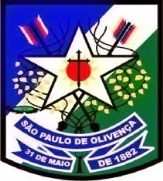 SÃO PAULO DE OLIVENÇA
31 DE MAIO DE 1882